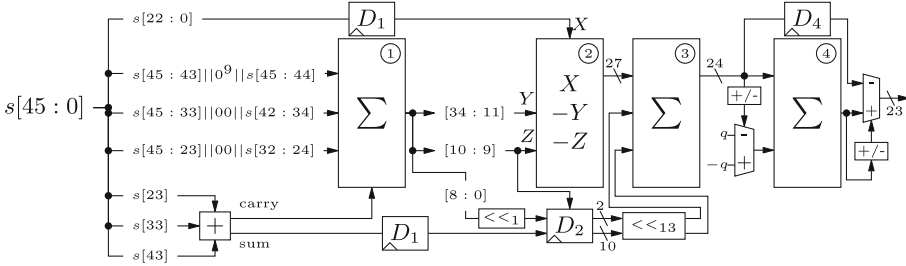 s[22 : 0]
D₁
X
1
2
3
4
D₄
s[45 : 43]||0⁹||s[45 : 44]
27
24
s[45 : 0]
s[45 : 33]||00||s[42 : 34]
∑
[34 : 11]
Y
X
−Y
−Z
∑
+/-
∑
-
+
23
s[45 : 23]||00||s[32 : 24]
[10 : 9]
Z
q
-
−q
+
+/-
s[23]
carry
[8 : 0]
s[33]
+
<<₁
D₂
2
<<₁₃
s[43]
sum
D₁
10